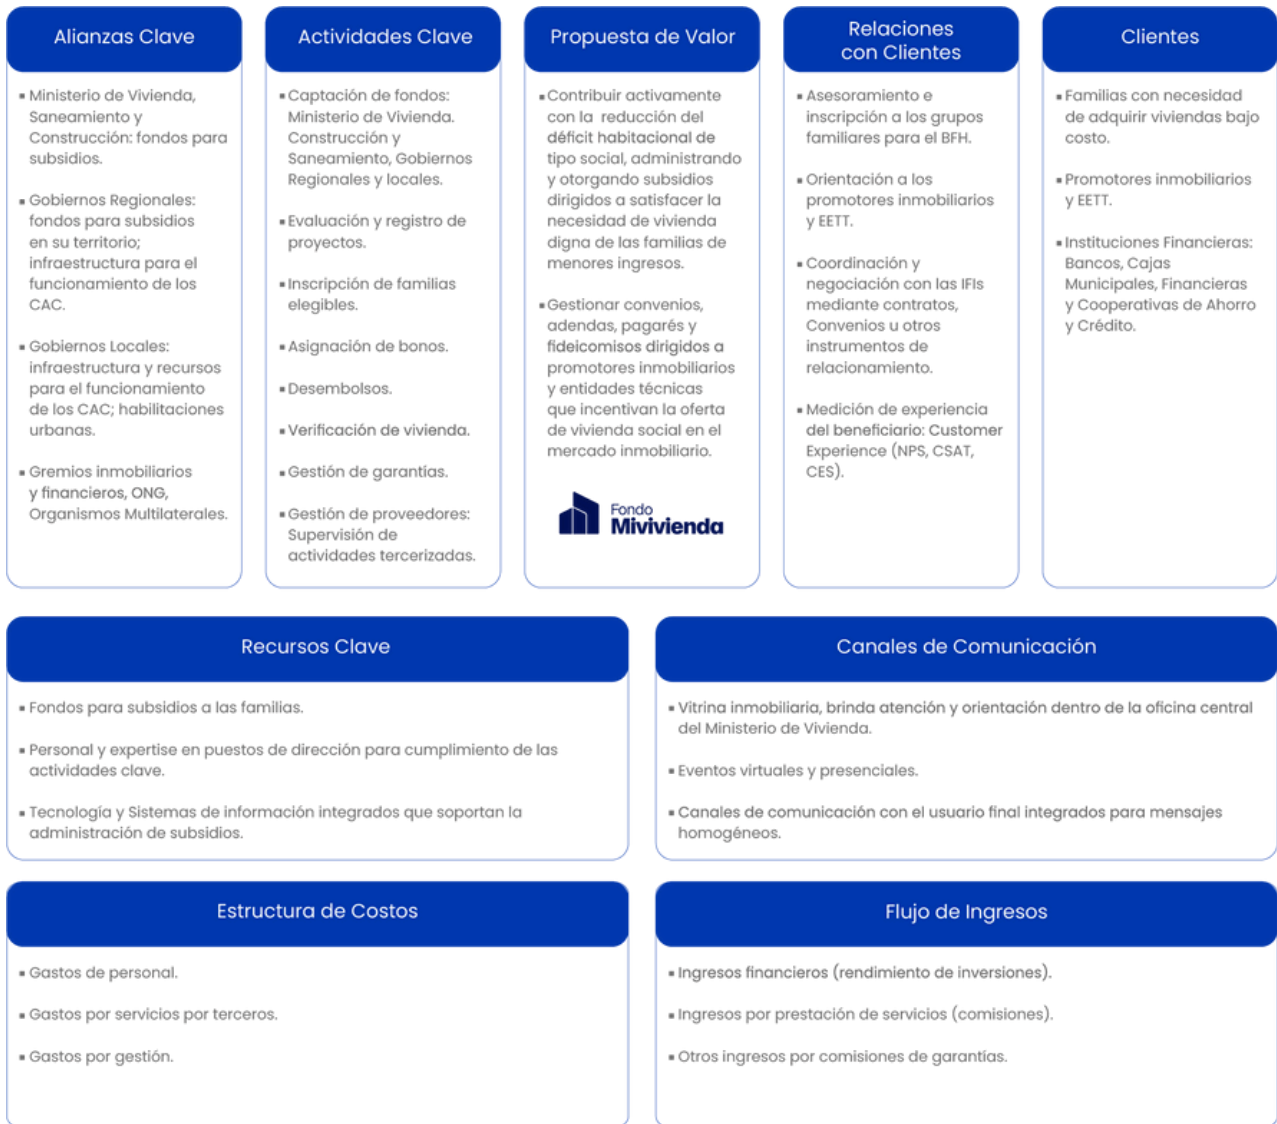 Alianzas Clave
▪ Ministerio de Vivienda,
Saneamiento y
Construcción: fondos para
subsidios.
▪ Gobiernos Regionales:
fondos para subsidios
en su territorio;
infraestructura para el
funcionamiento de los
CAC.
▪ Gobiernos Locales:
infraestructura y recursos
para el funcionamiento
de los CAC; habilitaciones
urbanas.
▪ Gremios inmobiliarios
y financieros, ONG,
Organismos Multilaterales.
Actividades Clave
▪ Captación de fondos:
Ministerio de Vivienda.
Construcción y
Saneamiento, Gobiernos
Regionales y locales.
▪ Evaluación y registro de
proyectos.
▪ Inscripción de familias
elegibles.
▪ Asignación de bonos.
▪ Desembolsos.
▪ Verificación de vivienda.
▪ Gestión de garantías.
▪ Gestión de proveedores:
Supervisión de
actividades tercerizadas.
Propuesta de Valor
▪ Contribuir activamente
con la reducción del
déficit habitacional de
tipo social, administrando
y otorgando subsidios
dirigidos a satisfacer la
necesidad de vivienda
digna de las familias de
menores ingresos.
▪ Gestionar convenios,
adendas, pagarés y
fideicomisos dirigidos a
promotores inmobiliarios
y entidades técnicas
que incentivan la oferta
de vivienda social en el
mercado inmobiliario.
Fondo
Mivivienda
Relaciones
con Clientes
▪ Asesoramiento e
inscripción a los grupos
familiares para el BFH.
▪ Orientación a los
promotores inmobiliarios
y EETT.
▪ Coordinación y
negociación con las IFIs
mediante contratos,
Convenios u otros
instrumentos de
relacionamiento.
▪ Medición de experiencia
del beneficiario: Customer
Experience (NPS, CSAT,
CES).
Clientes
▪ Familias con necesidad
de adquirir viviendas bajo
costo.
▪ Promotores inmobiliarios
y EETT.
▪ Instituciones Financieras:
Bancos, Cajas
Municipales, Financieras
y Cooperativas de Ahorro
y Crédito.
Recursos Clave
▪ Fondos para subsidios a las familias.
▪ Personal y expertise en puestos de dirección para cumplimiento de las
actividades clave.
▪ Tecnología y Sistemas de información integrados que soportan la
administración de subsidios.
Canales de Comunicación
▪ Vitrina inmobiliaria, brinda atención y orientación dentro de la oficina central
del Ministerio de Vivienda.
▪ Eventos virtuales y presenciales.
▪ Canales de comunicación con el usuario final integrados para mensajes
homogéneos.
Estructura de Costos
▪ Gastos de personal.
▪ Gastos por servicios por terceros.
▪ Gastos por gestión.
Flujo de Ingresos
▪ Ingresos financieros (rendimiento de inversiones).
▪ Ingresos por prestación de servicios (comisiones).
▪ Otros ingresos por comisiones de garantías.